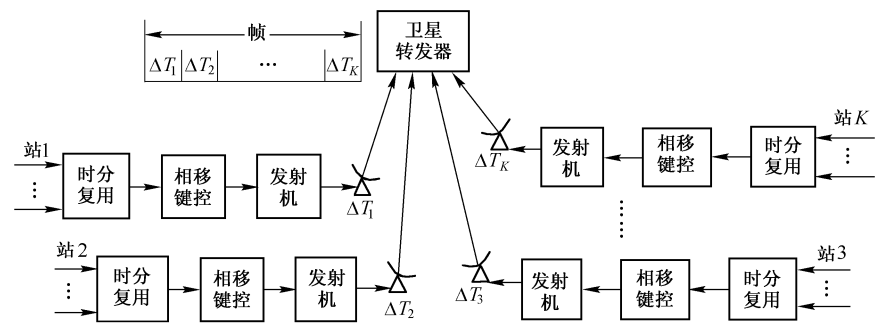 帧
ΔT₁ ΔT₂ … ΔT_K
卫星
转发器
站1
时分
复用
相移
键控
发射
机
ΔT₁
站2
时分
复用
相移
键控
发射
机
ΔT₂
站K
时分
复用
相移
键控
发射
机
ΔT_K
站3
时分
复用
相移
键控
发射
机
ΔT₃